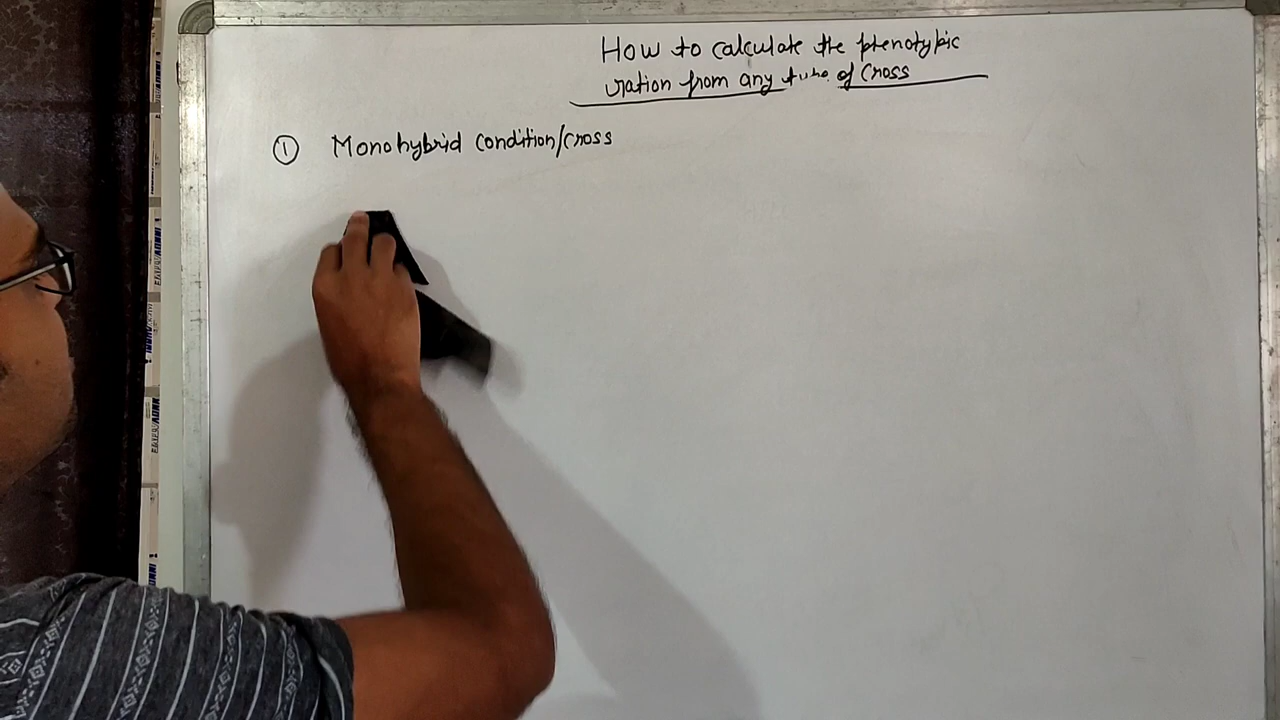 How to calculate the phenotypic
ration from any of cross
① Monohybrid condition/cross